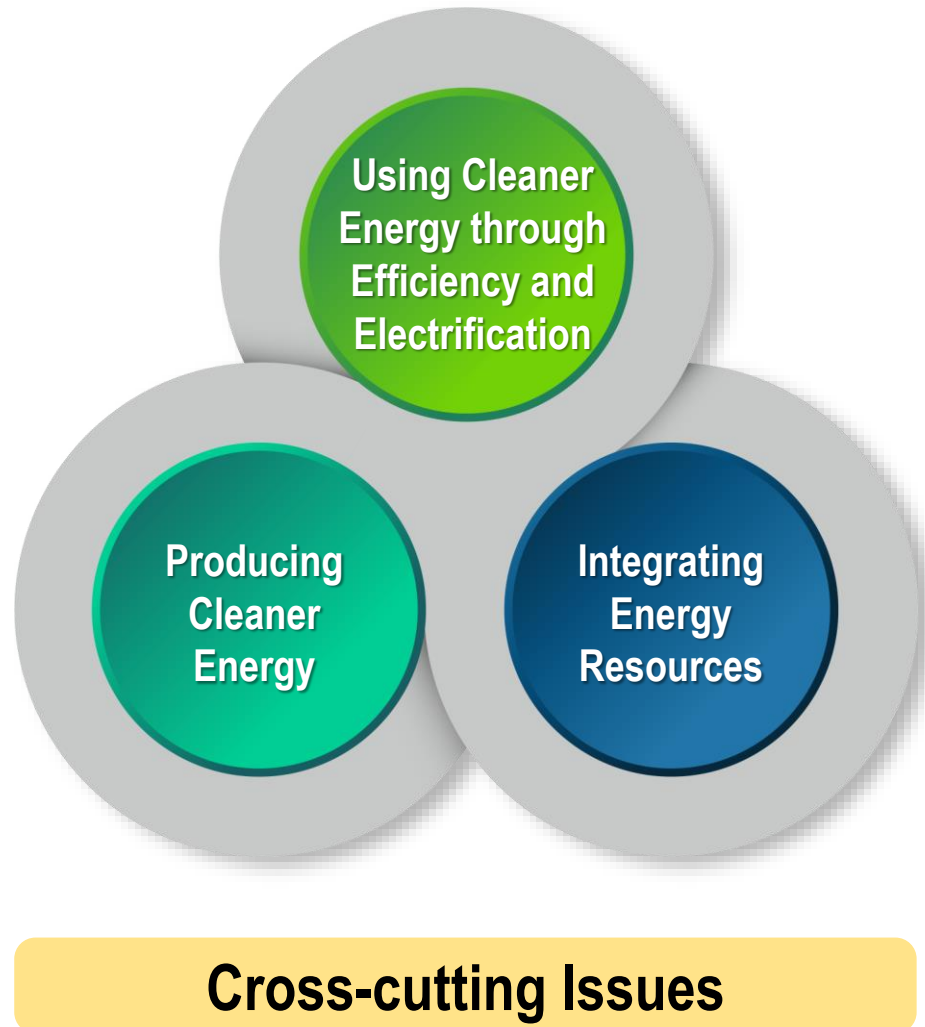 Using Cleaner
Energy through
Efficiency and
Electrification
Producing
Cleaner
Energy
Integrating
Energy
Resources
Cross-cutting Issues